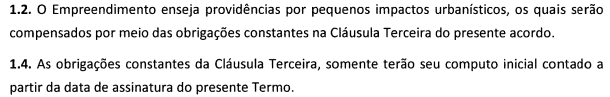 1.2. O Empreendimento enseja providências por pequenos impactos urbanísticos, os quais serão
compensados por meio das obrigações constantes na Cláusula Terceira do presente acordo.
1.4. As obrigações constantes da Cláusula Terceira, somente terão seu computo inicial contado a
partir da data de assinatura do presente Termo.